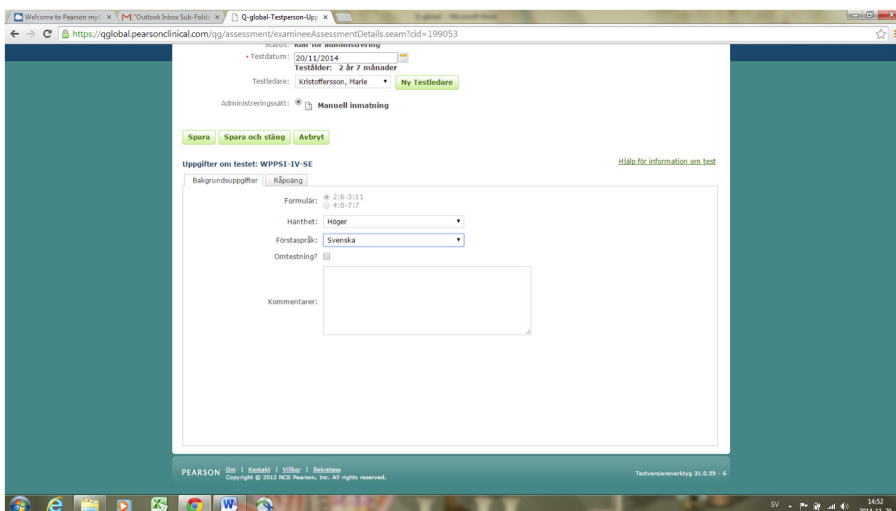 Welcome to Pearson my
"Outlook Inbox Sub-Fold
Q-global-Testperson-Upp
https://qglobal.pearsonclinical.com/qg/assessment/examineeAssessmentDetails.seam?cid=199053
Status: Klar för administrering
• Testdatum: 20/11/2014
Testålder: 2 år 7 månader
Testledare: Kristoffersson, Marie Ny Testledare
Administreringssätt: Manuell inmatning
Spara Spara och stäng Avbryt
Uppgifter om testet: WPPSI-IV-SE Hjälp för information om test
Bakgrundsuppgifter Råpoäng
Formulär: 2:6-3:11
4:0-7:7
Hänthet: Höger
Förstaspråk: Svenska
Omtestning?
Kommentarer:
PEARSON Om | Kontakt | Villkor | Sekretess
Copyright © 2012 NCS Pearson, Inc. All rights reserved. Testversionsverktyg 31.0.59 - 6
SV 14:52